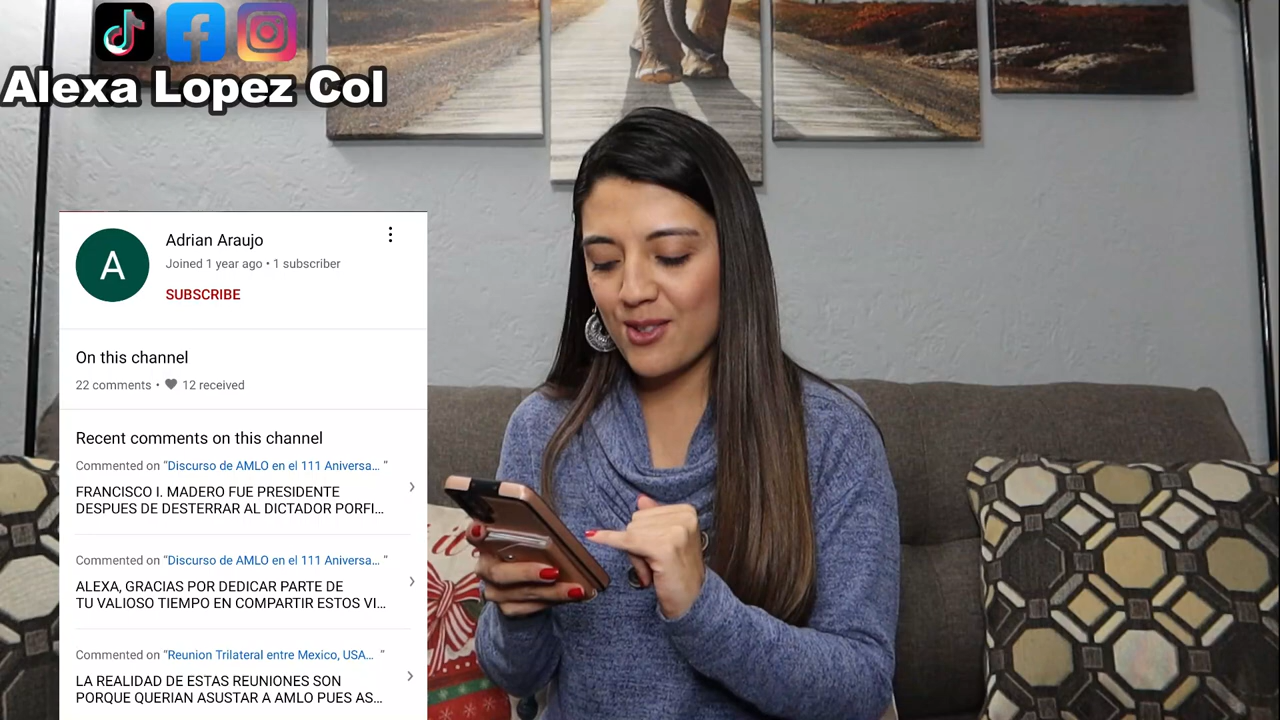 Alexa Lopez Col
A
Adrian Araujo
Joined 1 year ago • 1 subscriber
SUBSCRIBE
On this channel
22 comments • ♥ 12 received
Recent comments on this channel
Commented on “Discurso de AMLO en el 111 Aniversa... ”
FRANCISCO I. MADERO FUE PRESIDENTE
DESPUES DE DESTERRAR AL DICTADOR PORFI...
Commented on “Discurso de AMLO en el 111 Aniversa... ”
ALEXA, GRACIAS POR DEDICAR PARTE DE
TU VALIOSO TIEMPO EN COMPARTIR ESTOS VI...
Commented on “Reunion Trilateral entre Mexico, USA... ”
LA REALIDAD DE ESTAS REUNIONES SON
PORQUE QUERIAN ASUSTAR A AMLO PUES AS...